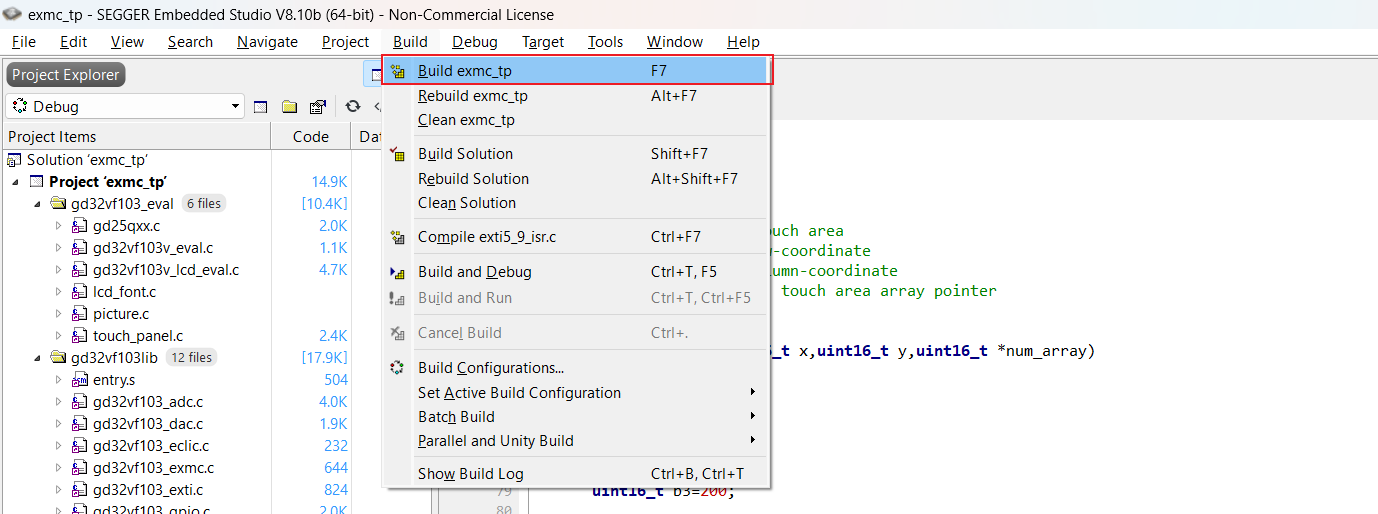 exmc_tp - SEGGER Embedded Studio V8.10b (64-bit) - Non-Commercial License
File Edit View Search Navigate Project Build Debug Target Tools Window Help
Project Explorer
Debug
Project Items Code Dat
Solution ‘exmc_tp’
Project ‘exmc_tp’ 14.9K
gd32vf103_eval 6 files [10.4K]
gd25qxx.c 2.0K
gd32vf103v_eval.c 1.1K
gd32vf103v_lcd_eval.c 4.7K
lcd_font.c
picture.c
touch_panel.c 2.4K
gd32vf103lib 12 files [17.9K]
entry.s 504
gd32vf103_adc.c 4.0K
gd32vf103_dac.c 1.9K
gd32vf103_eclic.c 232
gd32vf103_exmc.c 644
gd32vf103_exti.c 824
gd32vf103_gpio.c 2.0K
Build exmc_tp F7
Rebuild exmc_tp Alt+F7
Clean exmc_tp
Build Solution Shift+F7
Rebuild Solution Alt+Shift+F7
Clean Solution
Compile exti5_9_isr.c Ctrl+F7
Build and Debug Ctrl+T, F5
Build and Run Ctrl+T, Ctrl+F5
Cancel Build Ctrl+.
Build Configurations...
Set Active Build Configuration
Batch Build
Parallel and Unity Build
Show Build Log Ctrl+B, Ctrl+T
ouch area
-coordinate
umn-coordinate
touch area array pointer
_t x,uint16_t y,uint16_t *num_array)
79 uint16_t b3=200;
80